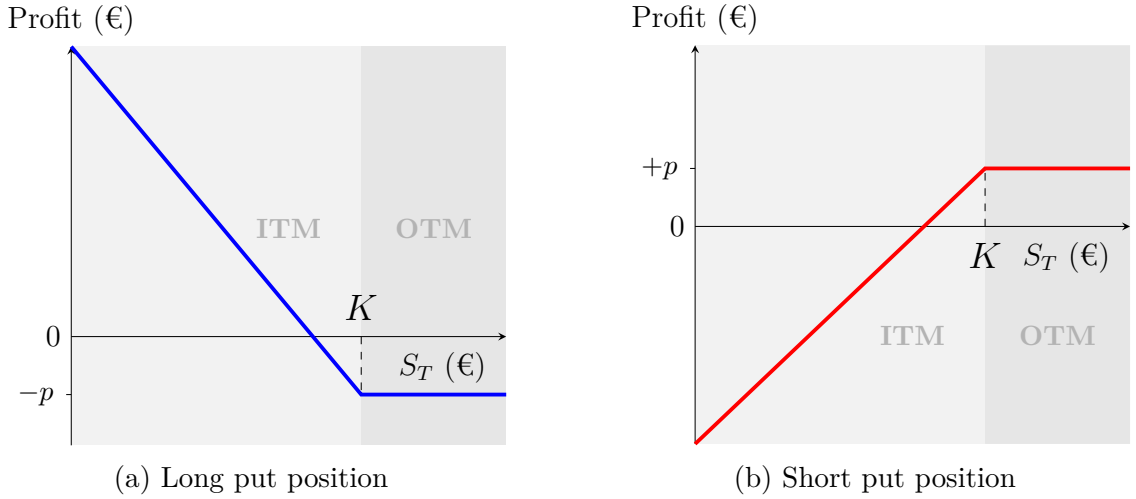 Profit (€)
ITM
OTM
K
0
S_T (€)
−p
(a) Long put position
Profit (€)
+p
0
K
S_T (€)
ITM
OTM
(b) Short put position